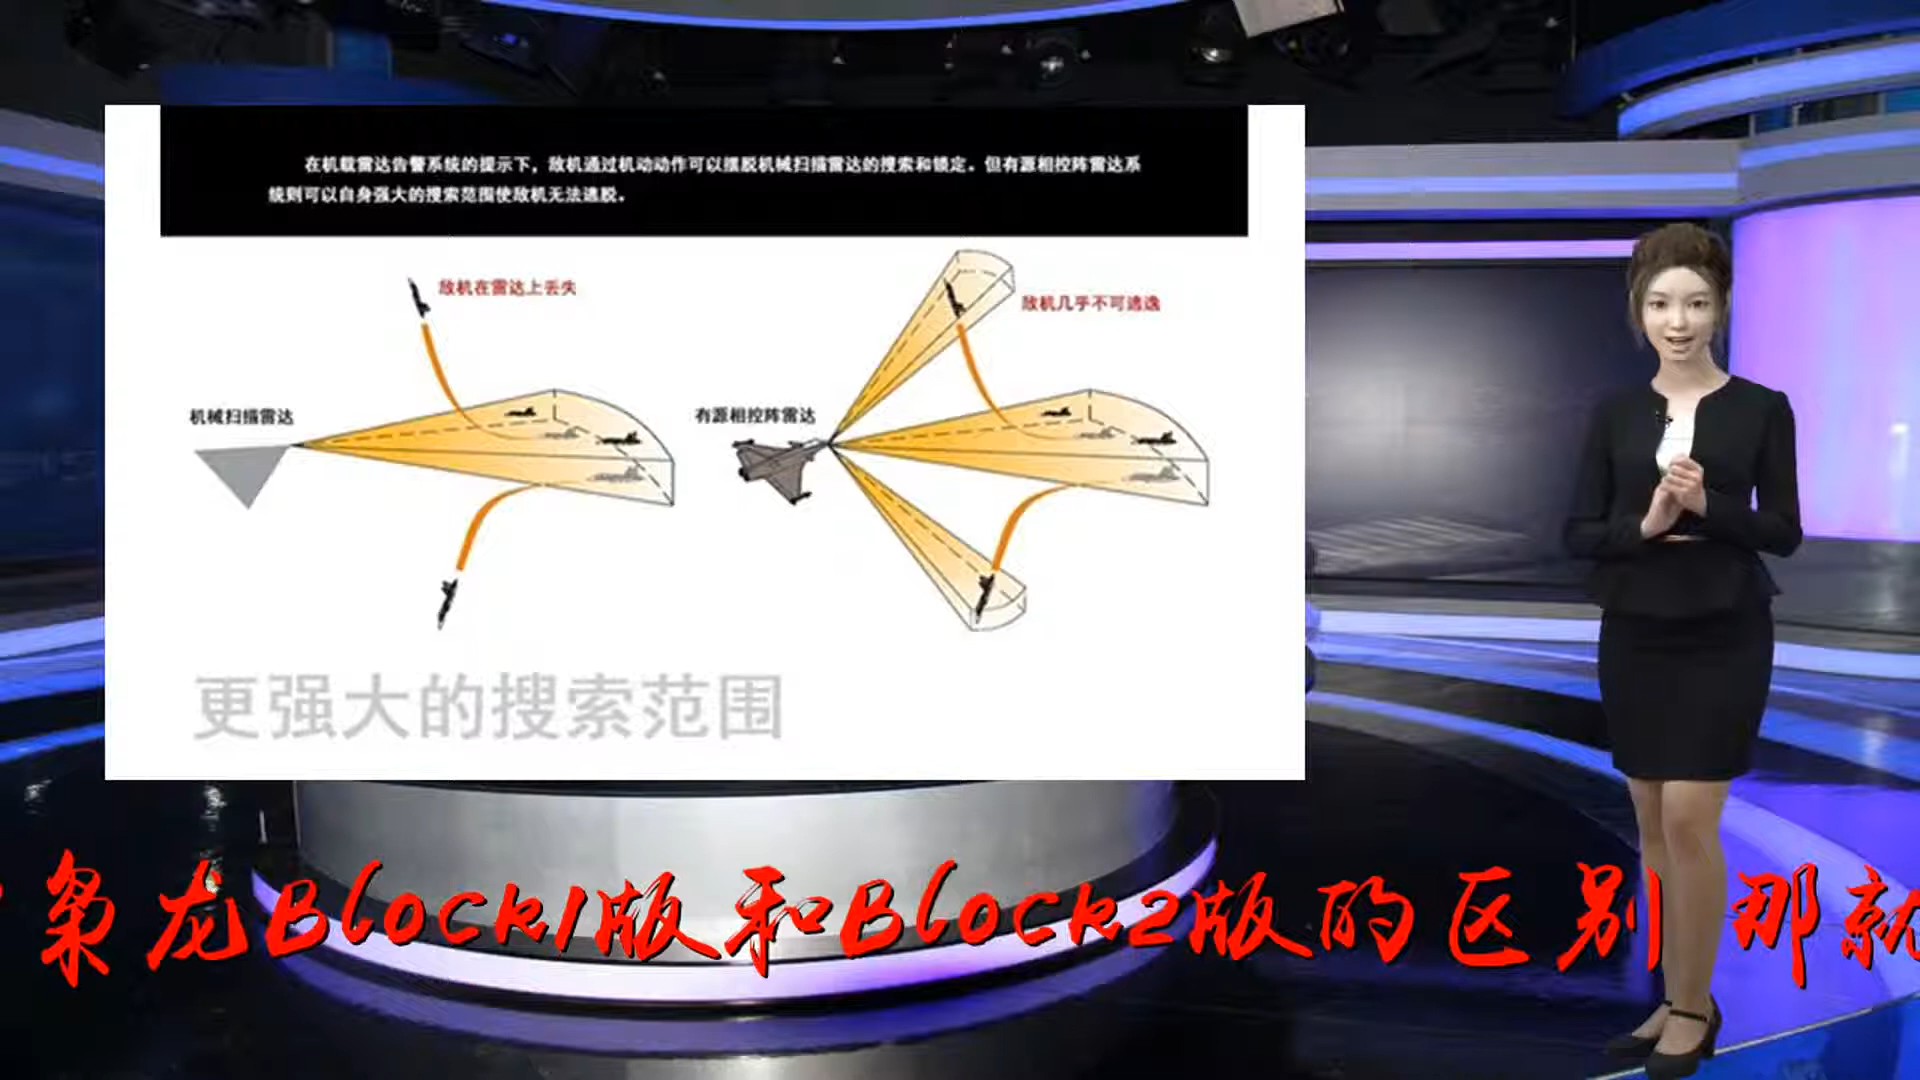 在机载雷达告警系统的提示下，敌机通过机动动作可以摆脱机械扫描雷达的搜索和锁定。但有源相控阵雷达系
统则可以自身强大的搜索范围使敌机无法逃脱。
敌机在雷达上丢失
敌机几乎不可逃逸
机械扫描雷达
有源相控阵雷达
更强大的搜索范围
枭龙Block1版和Block2版的区别 那就